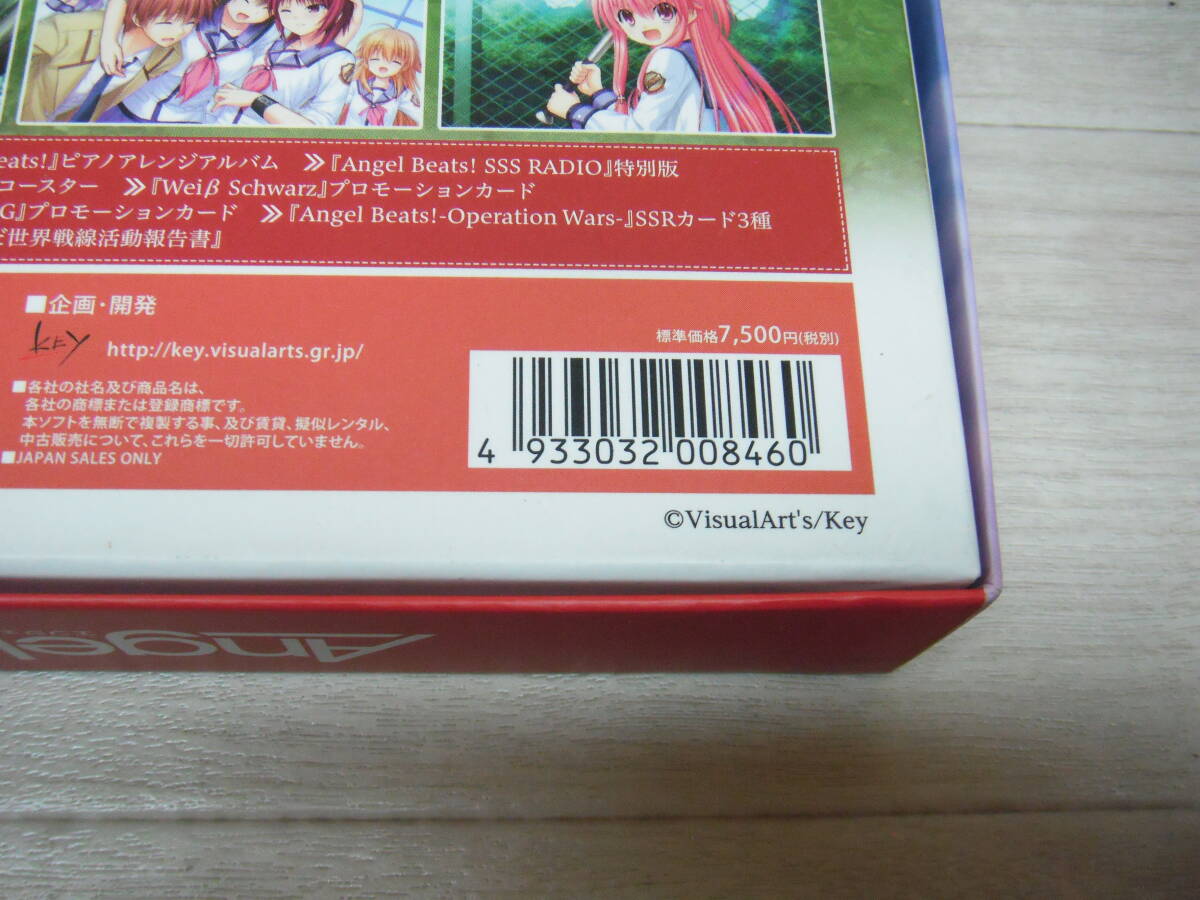 eats!』ピアノアレンジアルバム ≫『Angel Beats! SSS RADIO』特別版
コースター ≫『Weiβ Schwarz』プロモーションカード
G』プロモーションカード ≫『Angel Beats!-Operation Wars-』SSRカード3種
世界戦線活動報告書』
■企画・開発
KEY http://key.visualarts.gr.jp/
標準価格7,500円(税別)
■各社の社名及び商品名は、
各社の商標または登録商標です。
本ソフトを無断で複製する事、及び賃貸、擬似レンタル、
中古販売について、これらを一切許可していません。
■JAPAN SALES ONLY
4 933032 008460
©VisualArt's/Key
Angel